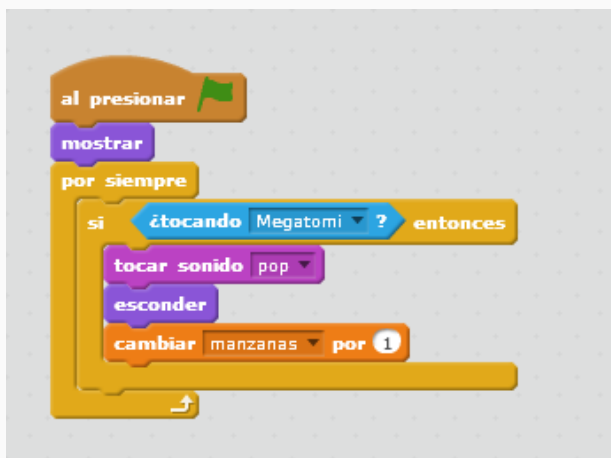 al presionar
mostrar
por siempre
si ¿tocando Megatomi ? entonces
tocar sonido pop
esconder
cambiar manzanas por 1